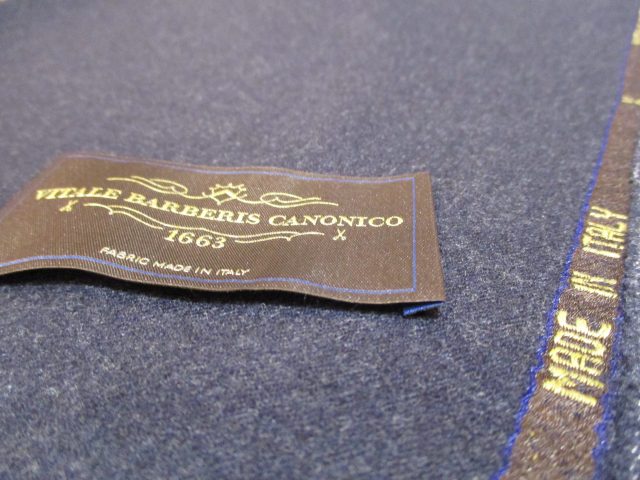 VITALE BARBERIS CANONICO
1663
FABRIC MADE IN ITALY
MADE IN ITALY